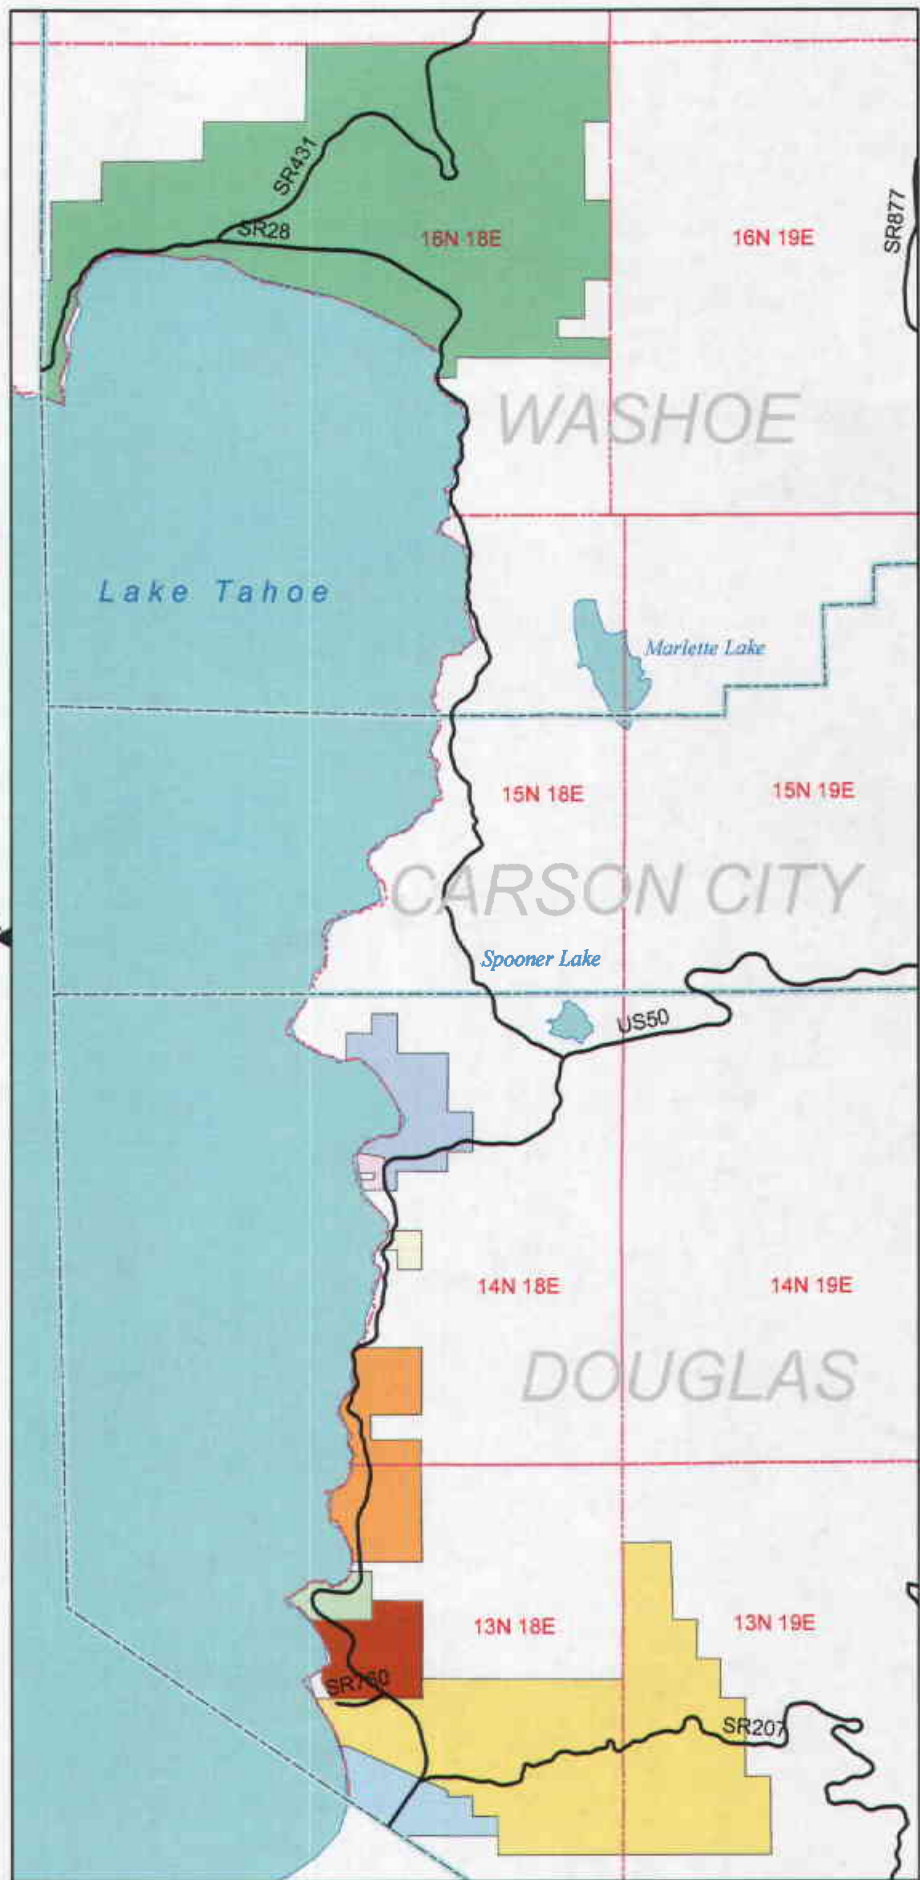 SR431
SR28
16N 18E
16N 19E
SR877
WASHOE
Lake Tahoe
Marlette Lake
15N 18E
15N 19E
CARSON CITY
Spooner Lake
US50
14N 18E
14N 19E
DOUGLAS
13N 18E
13N 19E
SR760
SR207